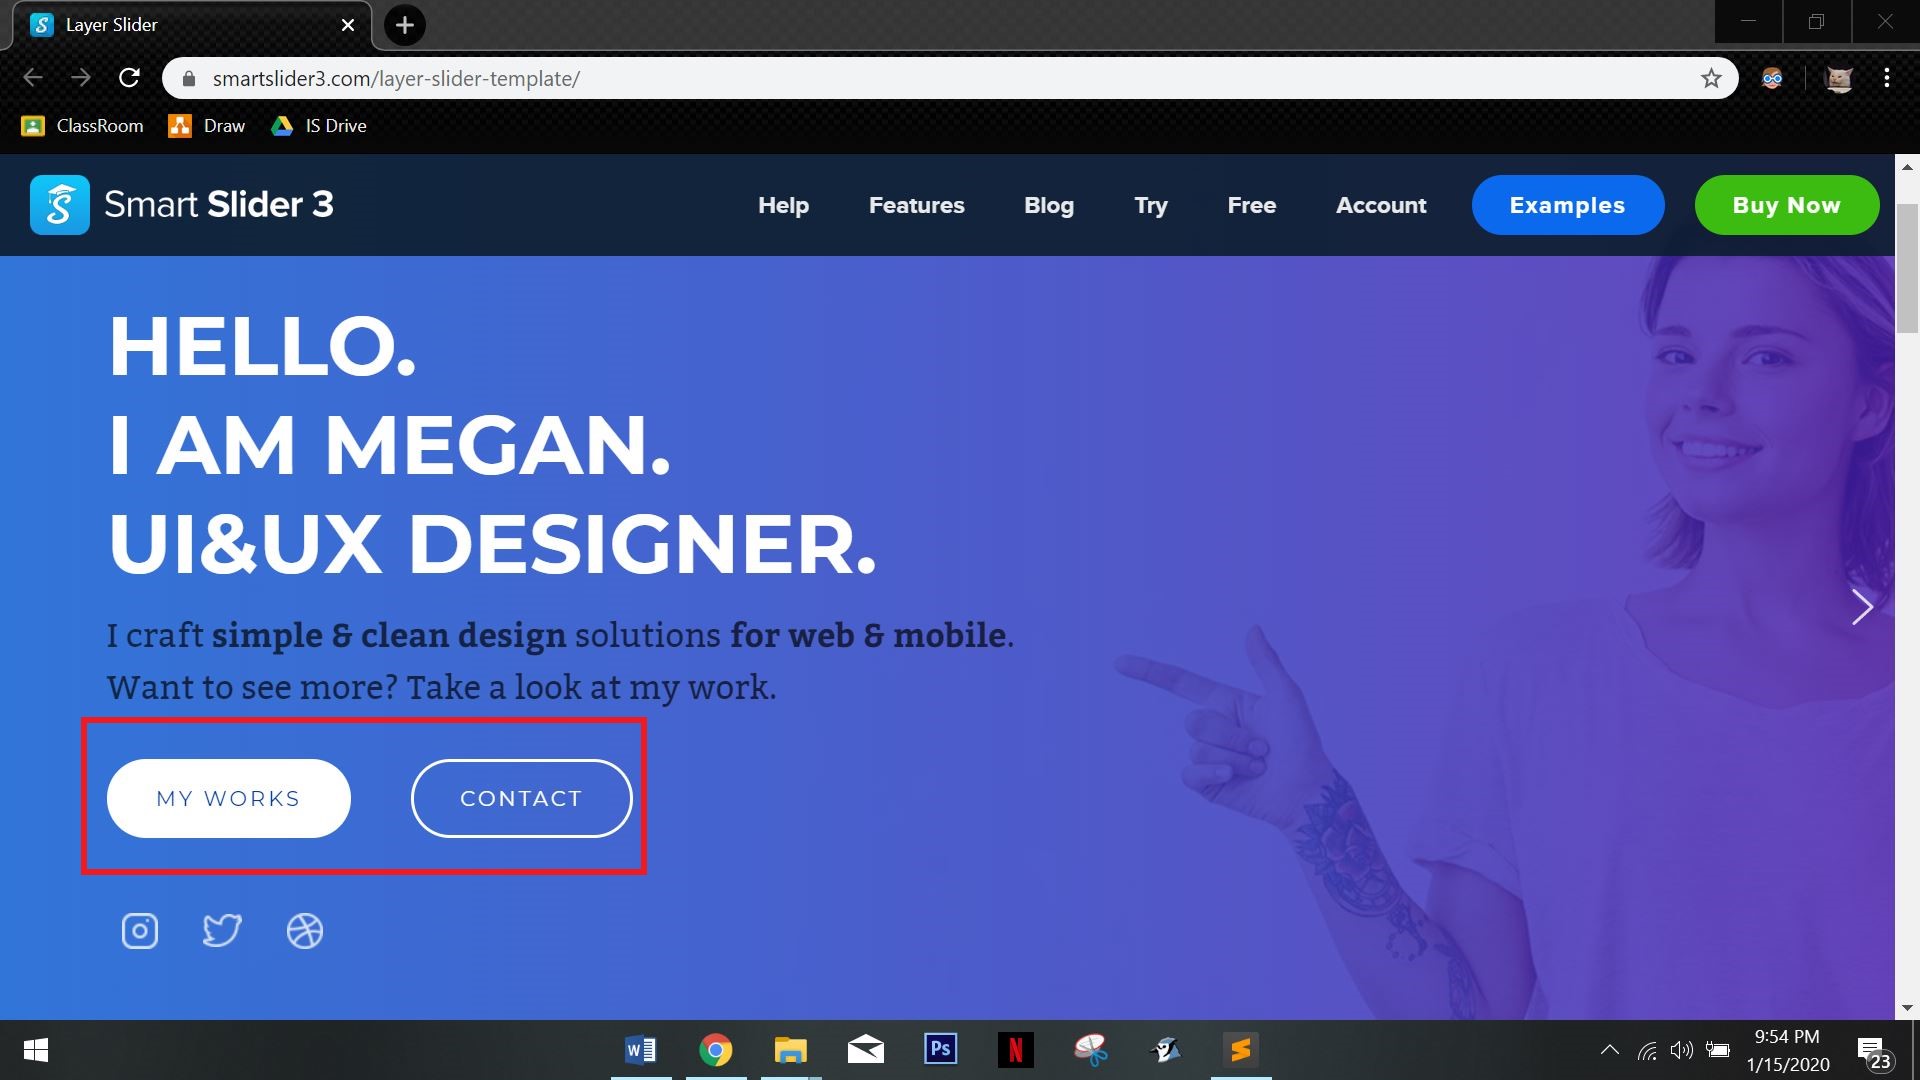 Layer Slider
smartslider3.com/layer-slider-template/
ClassRoom Draw IS Drive
Smart Slider 3
Help Features Blog Try Free Account Examples Buy Now
HELLO.
I AM MEGAN.
UI&UX DESIGNER.
I craft simple & clean design solutions for web & mobile.
Want to see more? Take a look at my work.
MY WORKS CONTACT
W Ps N
9:54 PM
1/15/2020
23